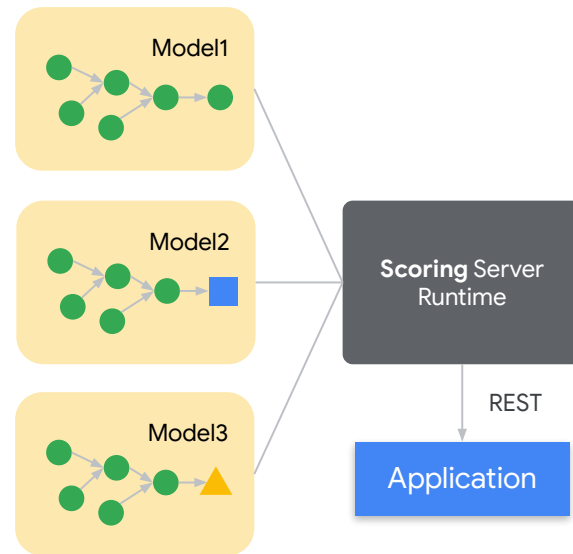 Model1
Model2
Model3
Scoring Server
Runtime
REST
Application